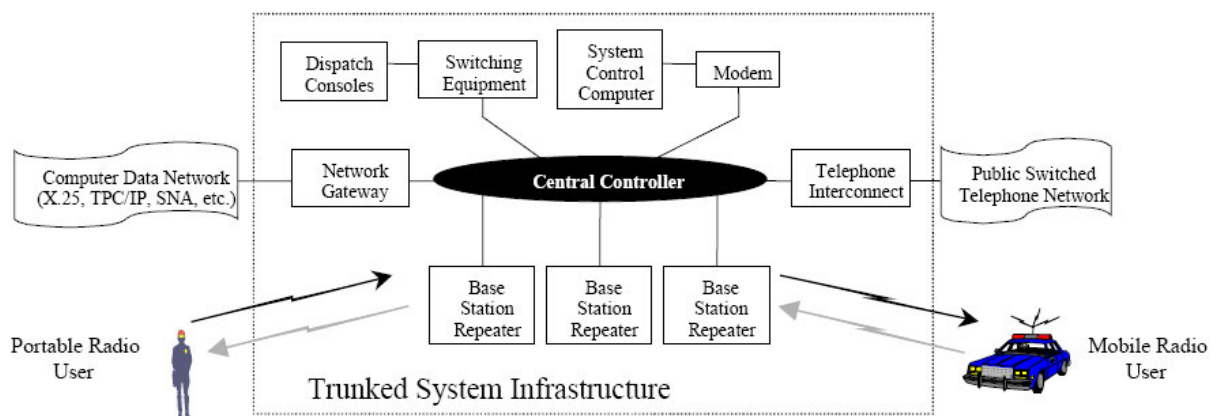 Dispatch
Consoles
Switching
Equipment
System
Control
Computer
Modem
Computer Data Network
(X.25, TPC/IP, SNA, etc.)
Network
Gateway
Central Controller
Telephone
Interconnect
Public Switched
Telephone Network
Base
Station
Repeater
Base
Station
Repeater
Base
Station
Repeater
Portable Radio
User
Mobile Radio
User
Trunked System Infrastructure